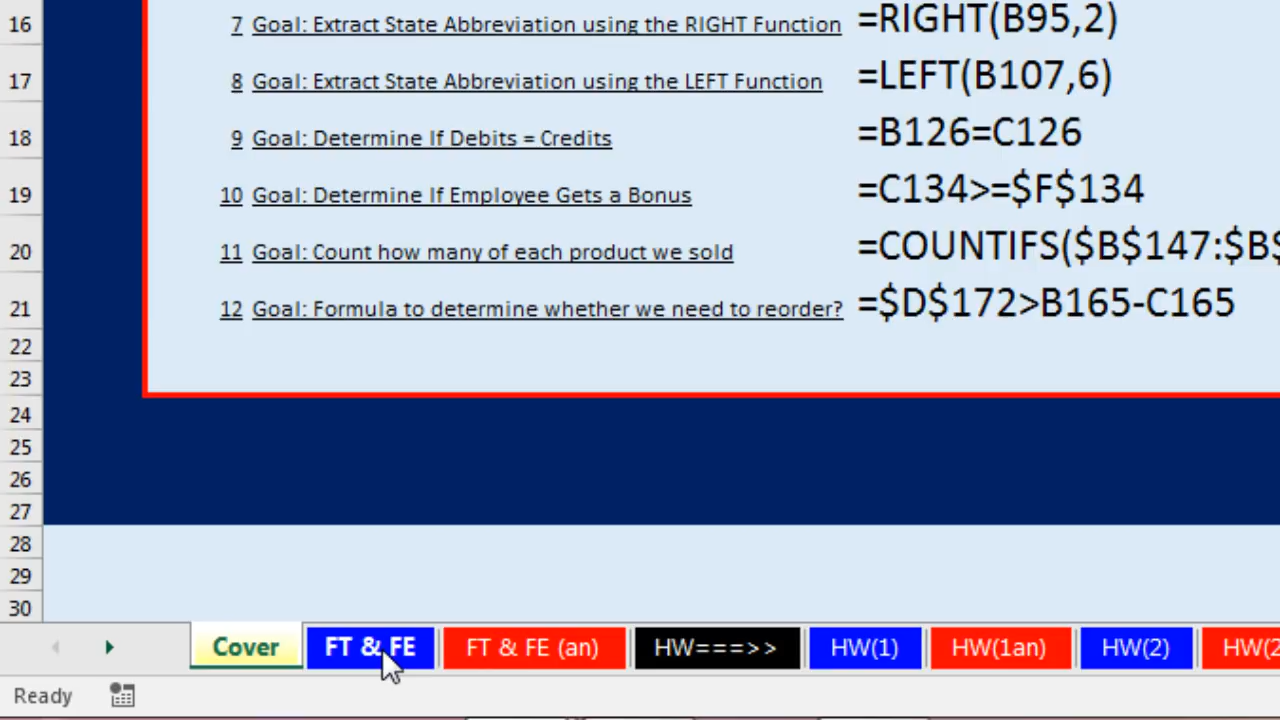 16 7 Goal: Extract State Abbreviation using the RIGHT Function =RIGHT(B95,2)
17 8 Goal: Extract State Abbreviation using the LEFT Function =LEFT(B107,6)
18 9 Goal: Determine If Debits = Credits =B126=C126
19 10 Goal: Determine If Employee Gets a Bonus =C134>=$F$134
20 11 Goal: Count how many of each product we sold =COUNTIFS($B$147:$B$
21 12 Goal: Formula to determine whether we need to reorder? =$D$172>B165-C165
22
23
24
25
26
27
28
29
30
Cover FT & FE FT & FE (an) HW===>> HW(1) HW(1an) HW(2) HW(2
Ready